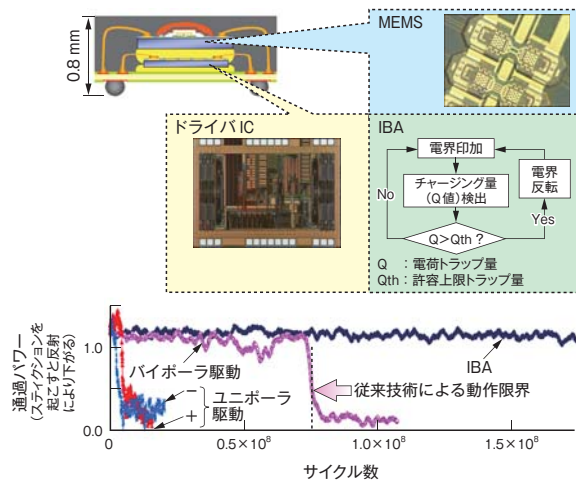 0.8 mm
MEMS
ドライバ IC
IBA
電界印加
チャージング量
(Q値)検出
電界
反転
No
Yes
Q>Qth ?
Q :電荷トラップ量
Qth:許容上限トラップ量
通過パワー
(スティクションを
起こすと反射
により下がる)
1.0
0.0
バイポーラ駆動
IBA
− ユニポーラ
+ 駆動
従来技術による動作限界
0
0.5×10⁸
1.0×10⁸
1.5×10⁸
サイクル数